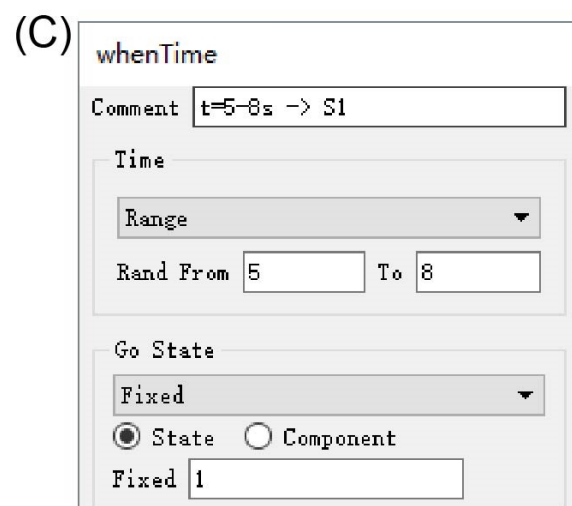 (C)
whenTime
Comment t=5-8s -> S1
Time
Range
Rand From 5 To 8
Go State
Fixed
State Component
Fixed 1